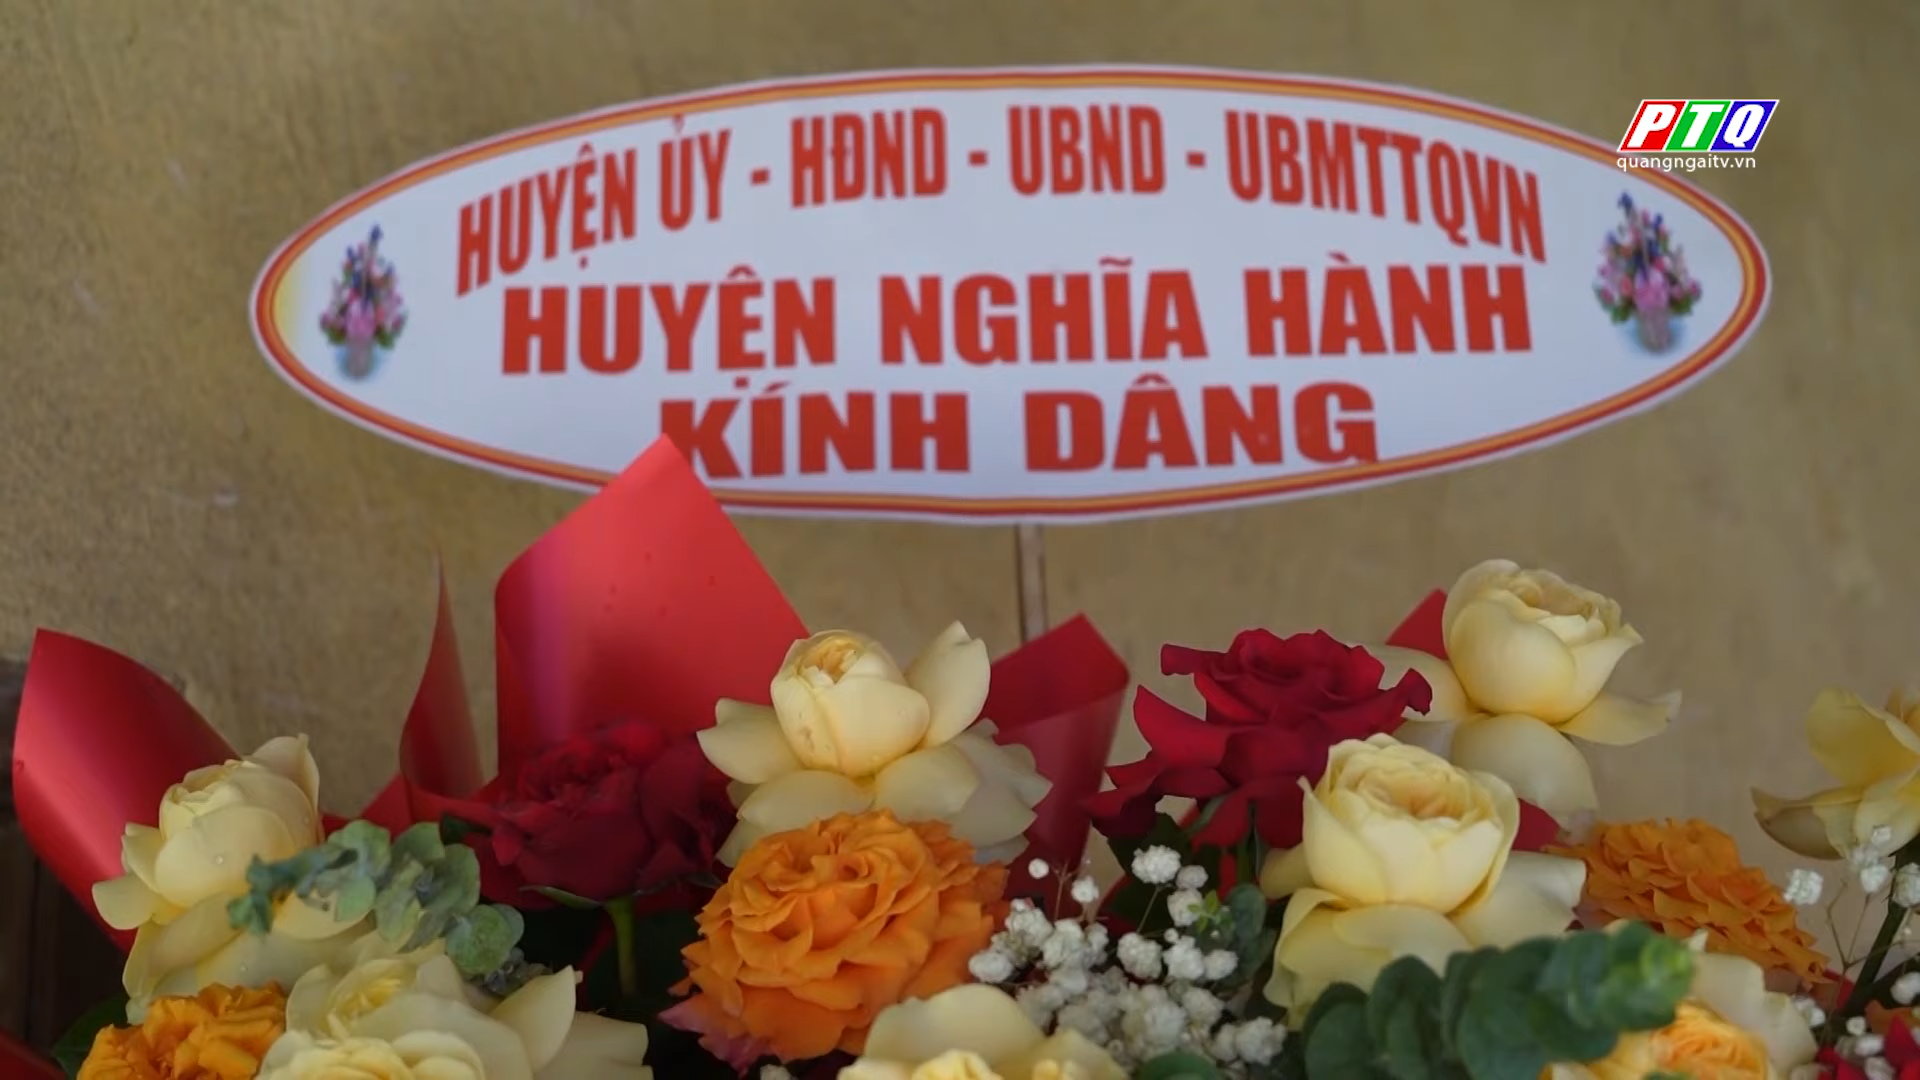 PTQ
quangngaitv.vn
HUYỆN ỦY - HĐND - UBND - UBMTTQVN
HUYỆN NGHĨA HÀNH
KÍNH DÂNG